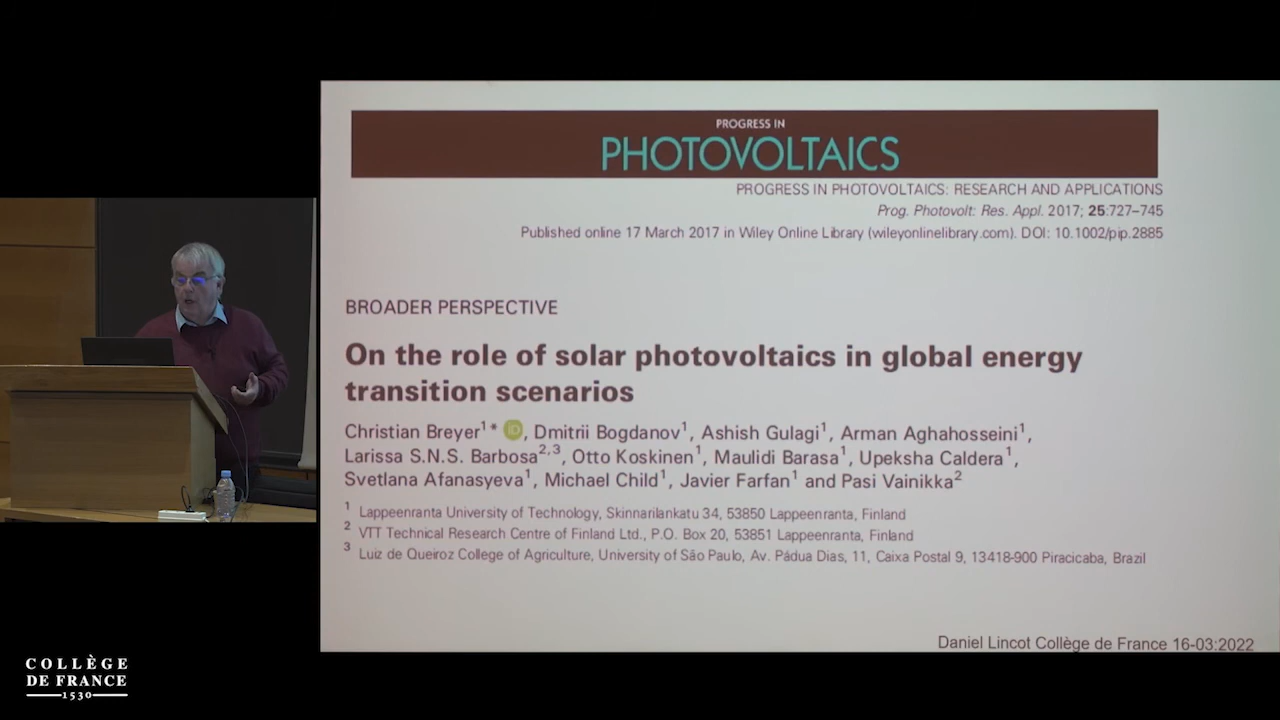 PROGRESS IN
PHOTOVOLTAICS
PROGRESS IN PHOTOVOLTAICS: RESEARCH AND APPLICATIONS
Prog. Photovolt: Res. Appl. 2017; 25:727–745
Published online 17 March 2017 in Wiley Online Library (wileyonlinelibrary.com). DOI: 10.1002/pip.2885
BROADER PERSPECTIVE
On the role of solar photovoltaics in global energy
transition scenarios
Christian Breyer1* iD, Dmitrii Bogdanov1, Ashish Gulagi1, Arman Aghahosseini1,
Larissa S.N.S. Barbosa2,3, Otto Koskinen1, Maulidi Barasa1, Upeksha Caldera1,
Svetlana Afanasyeva1, Michael Child1, Javier Farfan1 and Pasi Vainikka2
1 Lappeenranta University of Technology, Skinnarilankatu 34, 53850 Lappeenranta, Finland
2 VTT Technical Research Centre of Finland Ltd., P.O. Box 20, 53851 Lappeenranta, Finland
3 Luiz de Queiroz College of Agriculture, University of São Paulo, Av. Pádua Dias, 11, Caixa Postal 9, 13418-900 Piracicaba, Brazil
Daniel Lincot Collège de France 16-03:2022
COLLÈGE
DE FRANCE
1530